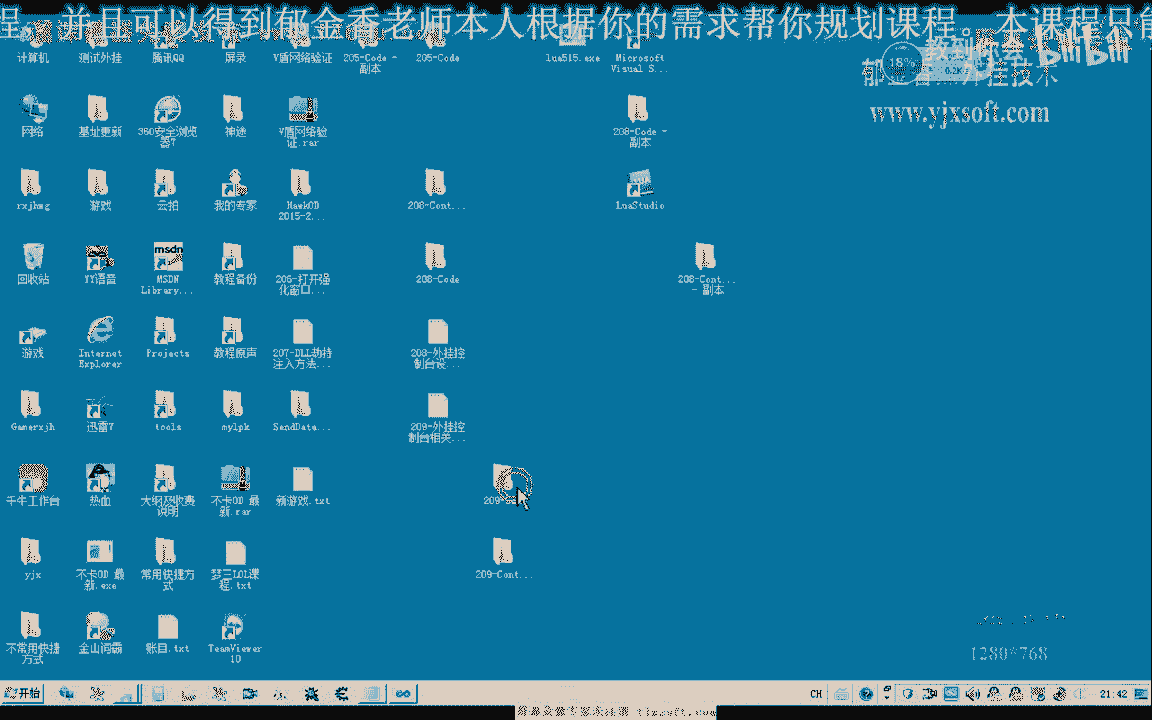 程。并且可以得到郁金香老师本人根据你的需求帮你规划课程。本课程只能
计算机
测试外挂
腾讯QQ
屏录
V盾网络验证
205-Code -
副本
205-Code
lua515.exe
Microsoft
Visual S...
18%
0.2K/s
bilibili
www.yjxsoft.com
网络
基址更新
360安全浏览
器7
神途
V盾网络验
证.rar
208-Code -
副本
rxjhmg
游戏
云拍
我的专家
HawkOD
2015-2...
208-Cont...
LuaStudio
回收站
YY语音
MSDN
Library...
教程备份
206-打开强
化窗口...
208-Code
208-Cont...
- 副本
游戏
Internet
Explorer
Projects
教程原声
207-DLL劫持
注入方法...
208-外挂控
制台设...
Gamerxjh
迅雷7
tools
mylpk
SendData...
209-外挂控
制台相关...
千牛工作台
热血
大纲及收费
说明
不卡OD 最
新.rar
新游戏.txt
yjx
不卡OD 最
新.exe
常用快捷方
式
梦三LOL课
程.txt
209-Cont...
不常用快捷
方式
金山词霸
账目.txt
TeamViewer
10
1280*768
开始
CH
21:42